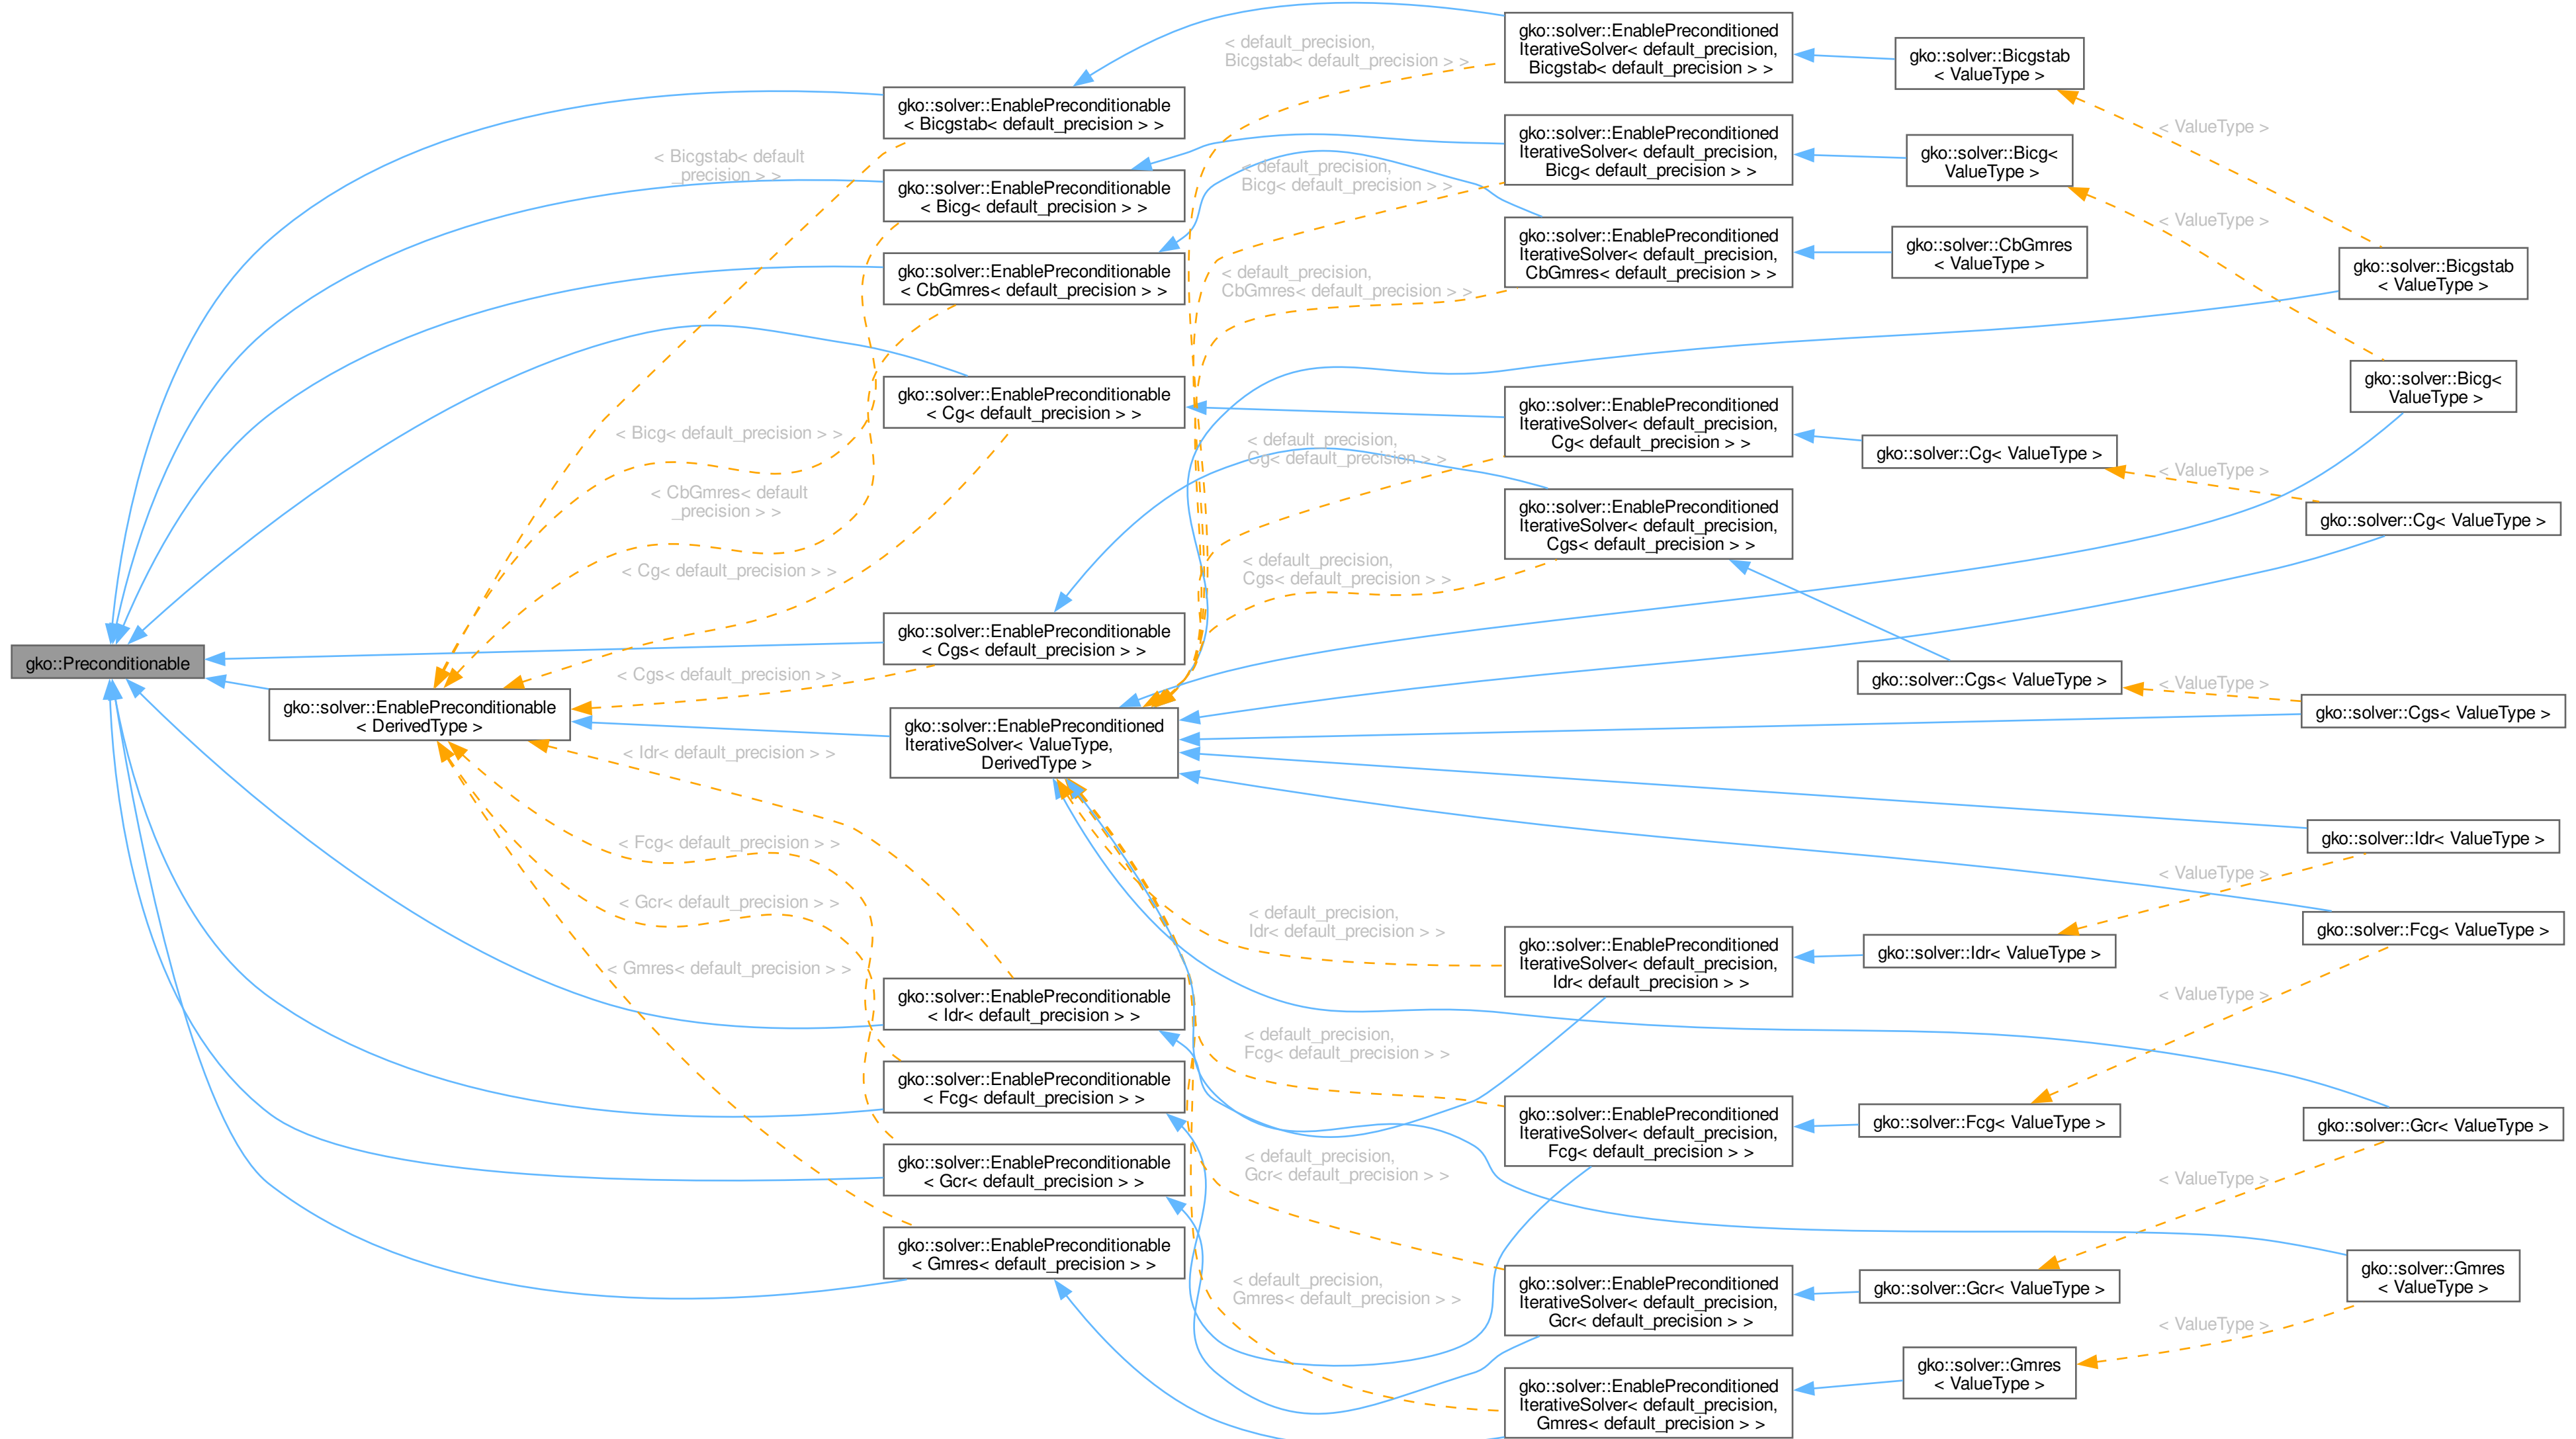 gko::Preconditionable
gko::solver::EnablePreconditionable
< DerivedType >
< Bicgstab< default
_precision > >
< Bicg< default_precision > >
< CbGmres< default
_precision > >
< Cg< default_precision > >
< Cgs< default_precision > >
< Idr< default_precision > >
< Fcg< default_precision > >
< Gcr< default_precision > >
< Gmres< default_precision > >
gko::solver::EnablePreconditionable
< Bicgstab< default_precision > >
gko::solver::EnablePreconditionable
< Bicg< default_precision > >
gko::solver::EnablePreconditionable
< CbGmres< default_precision > >
gko::solver::EnablePreconditionable
< Cg< default_precision > >
gko::solver::EnablePreconditionable
< Cgs< default_precision > >
gko::solver::EnablePreconditioned
IterativeSolver< ValueType,
DerivedType >
gko::solver::EnablePreconditionable
< Idr< default_precision > >
gko::solver::EnablePreconditionable
< Fcg< default_precision > >
gko::solver::EnablePreconditionable
< Gcr< default_precision > >
gko::solver::EnablePreconditionable
< Gmres< default_precision > >
< default_precision,
Bicgstab< default_precision > >
< default_precision,
Bicg< default_precision > >
< default_precision,
CbGmres< default_precision > >
< default_precision,
Cg< default_precision > >
< default_precision,
Cgs< default_precision > >
< default_precision,
Idr< default_precision > >
< default_precision,
Fcg< default_precision > >
< default_precision,
Gcr< default_precision > >
< default_precision,
Gmres< default_precision > >
gko::solver::EnablePreconditioned
IterativeSolver< default_precision,
Bicgstab< default_precision > >
gko::solver::EnablePreconditioned
IterativeSolver< default_precision,
Bicg< default_precision > >
gko::solver::EnablePreconditioned
IterativeSolver< default_precision,
CbGmres< default_precision > >
gko::solver::EnablePreconditioned
IterativeSolver< default_precision,
Cg< default_precision > >
gko::solver::EnablePreconditioned
IterativeSolver< default_precision,
Cgs< default_precision > >
gko::solver::EnablePreconditioned
IterativeSolver< default_precision,
Idr< default_precision > >
gko::solver::EnablePreconditioned
IterativeSolver< default_precision,
Fcg< default_precision > >
gko::solver::EnablePreconditioned
IterativeSolver< default_precision,
Gcr< default_precision > >
gko::solver::EnablePreconditioned
IterativeSolver< default_precision,
Gmres< default_precision > >
gko::solver::Bicgstab
< ValueType >
gko::solver::Bicg<
ValueType >
gko::solver::CbGmres
< ValueType >
gko::solver::Cg< ValueType >
gko::solver::Cgs< ValueType >
gko::solver::Idr< ValueType >
gko::solver::Fcg< ValueType >
gko::solver::Gcr< ValueType >
gko::solver::Gmres
< ValueType >
< ValueType >
< ValueType >
< ValueType >
< ValueType >
< ValueType >
< ValueType >
< ValueType >
< ValueType >
gko::solver::Bicgstab
< ValueType >
gko::solver::Bicg<
ValueType >
gko::solver::Cg< ValueType >
gko::solver::Cgs< ValueType >
gko::solver::Idr< ValueType >
gko::solver::Fcg< ValueType >
gko::solver::Gcr< ValueType >
gko::solver::Gmres
< ValueType >